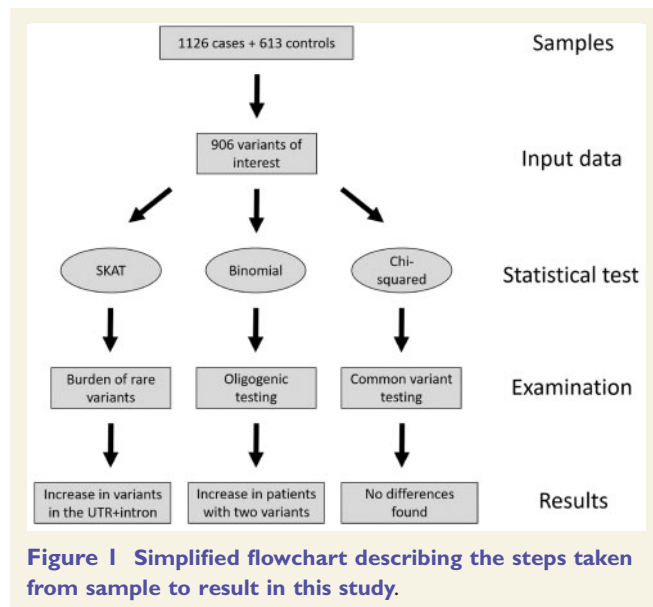 1126 cases + 613 controls
Samples
906 variants of
interest
Input data
SKAT
Binomial
Chi-
squared
Statistical test
Burden of rare
variants
Oligogenic
testing
Common variant
testing
Examination
Increase in variants
in the UTR+intron
Increase in patients
with two variants
No differences
found
Results
Figure 1 Simplified flowchart describing the steps taken
from sample to result in this study.